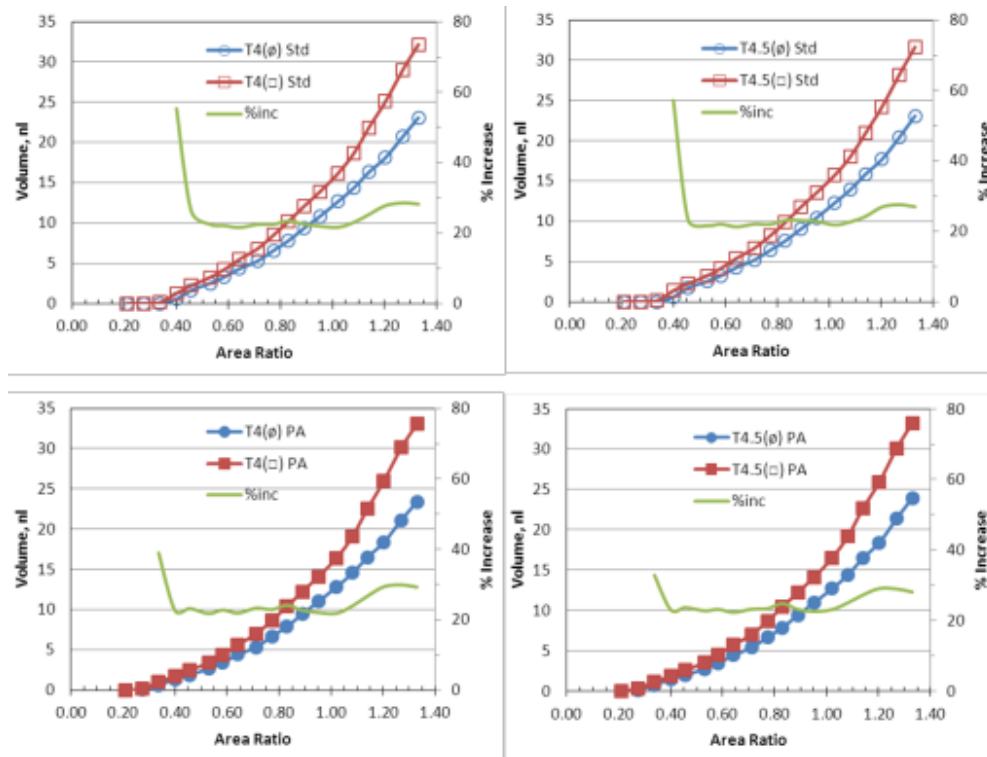 35
30
25
20
15
10
5
0
Volume, nl
T4(ø) Std
T4(□) Std
%inc
80
60
40
20
0
% Increase
0.00 0.20 0.40 0.60 0.80 1.00 1.20 1.40
Area Ratio
35
30
25
20
15
10
5
0
Volume, nl
T4.5(ø) Std
T4.5(□) Std
%inc
80
60
40
20
0
% Increase
0.00 0.20 0.40 0.60 0.80 1.00 1.20 1.40
Area Ratio
35
30
25
20
15
10
5
0
Volume, nl
T4(ø) PA
T4(□) PA
%inc
80
60
40
20
0
% Increase
0.00 0.20 0.40 0.60 0.80 1.00 1.20 1.40
Area Ratio
35
30
25
20
15
10
5
0
Volume, nl
T4.5(ø) PA
T4.5(□) PA
%inc
80
60
40
20
0
% Increase
0.00 0.20 0.40 0.60 0.80 1.00 1.20 1.40
Area Ratio